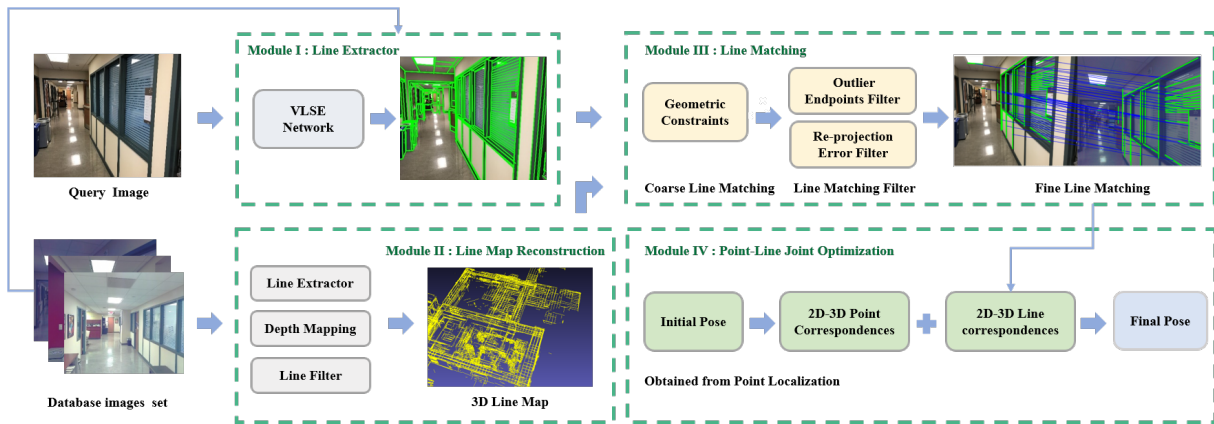 Module I : Line Extractor
VLSE
Network
Query Image
Module III : Line Matching
Geometric
Constraints
Outlier
Endpoints Filter
Re-projection
Error Filter
Coarse Line Matching
Line Matching Filter
Fine Line Matching
Module II : Line Map Reconstruction
Line Extractor
Depth Mapping
Line Filter
3D Line Map
Database images set
Module IV : Point-Line Joint Optimization
Initial Pose
2D-3D Point
Correspondences
2D-3D Line
correspondences
Final Pose
Obtained from Point Localization